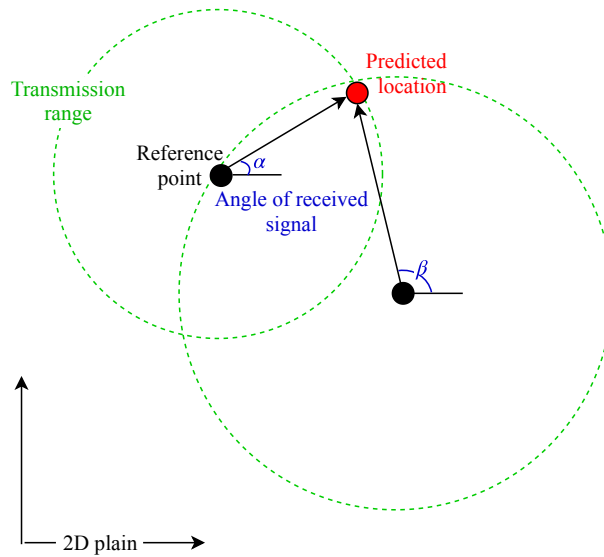 Predicted
location
Transmission
range
Reference
point
α
Angle of received
signal
β
2D plain